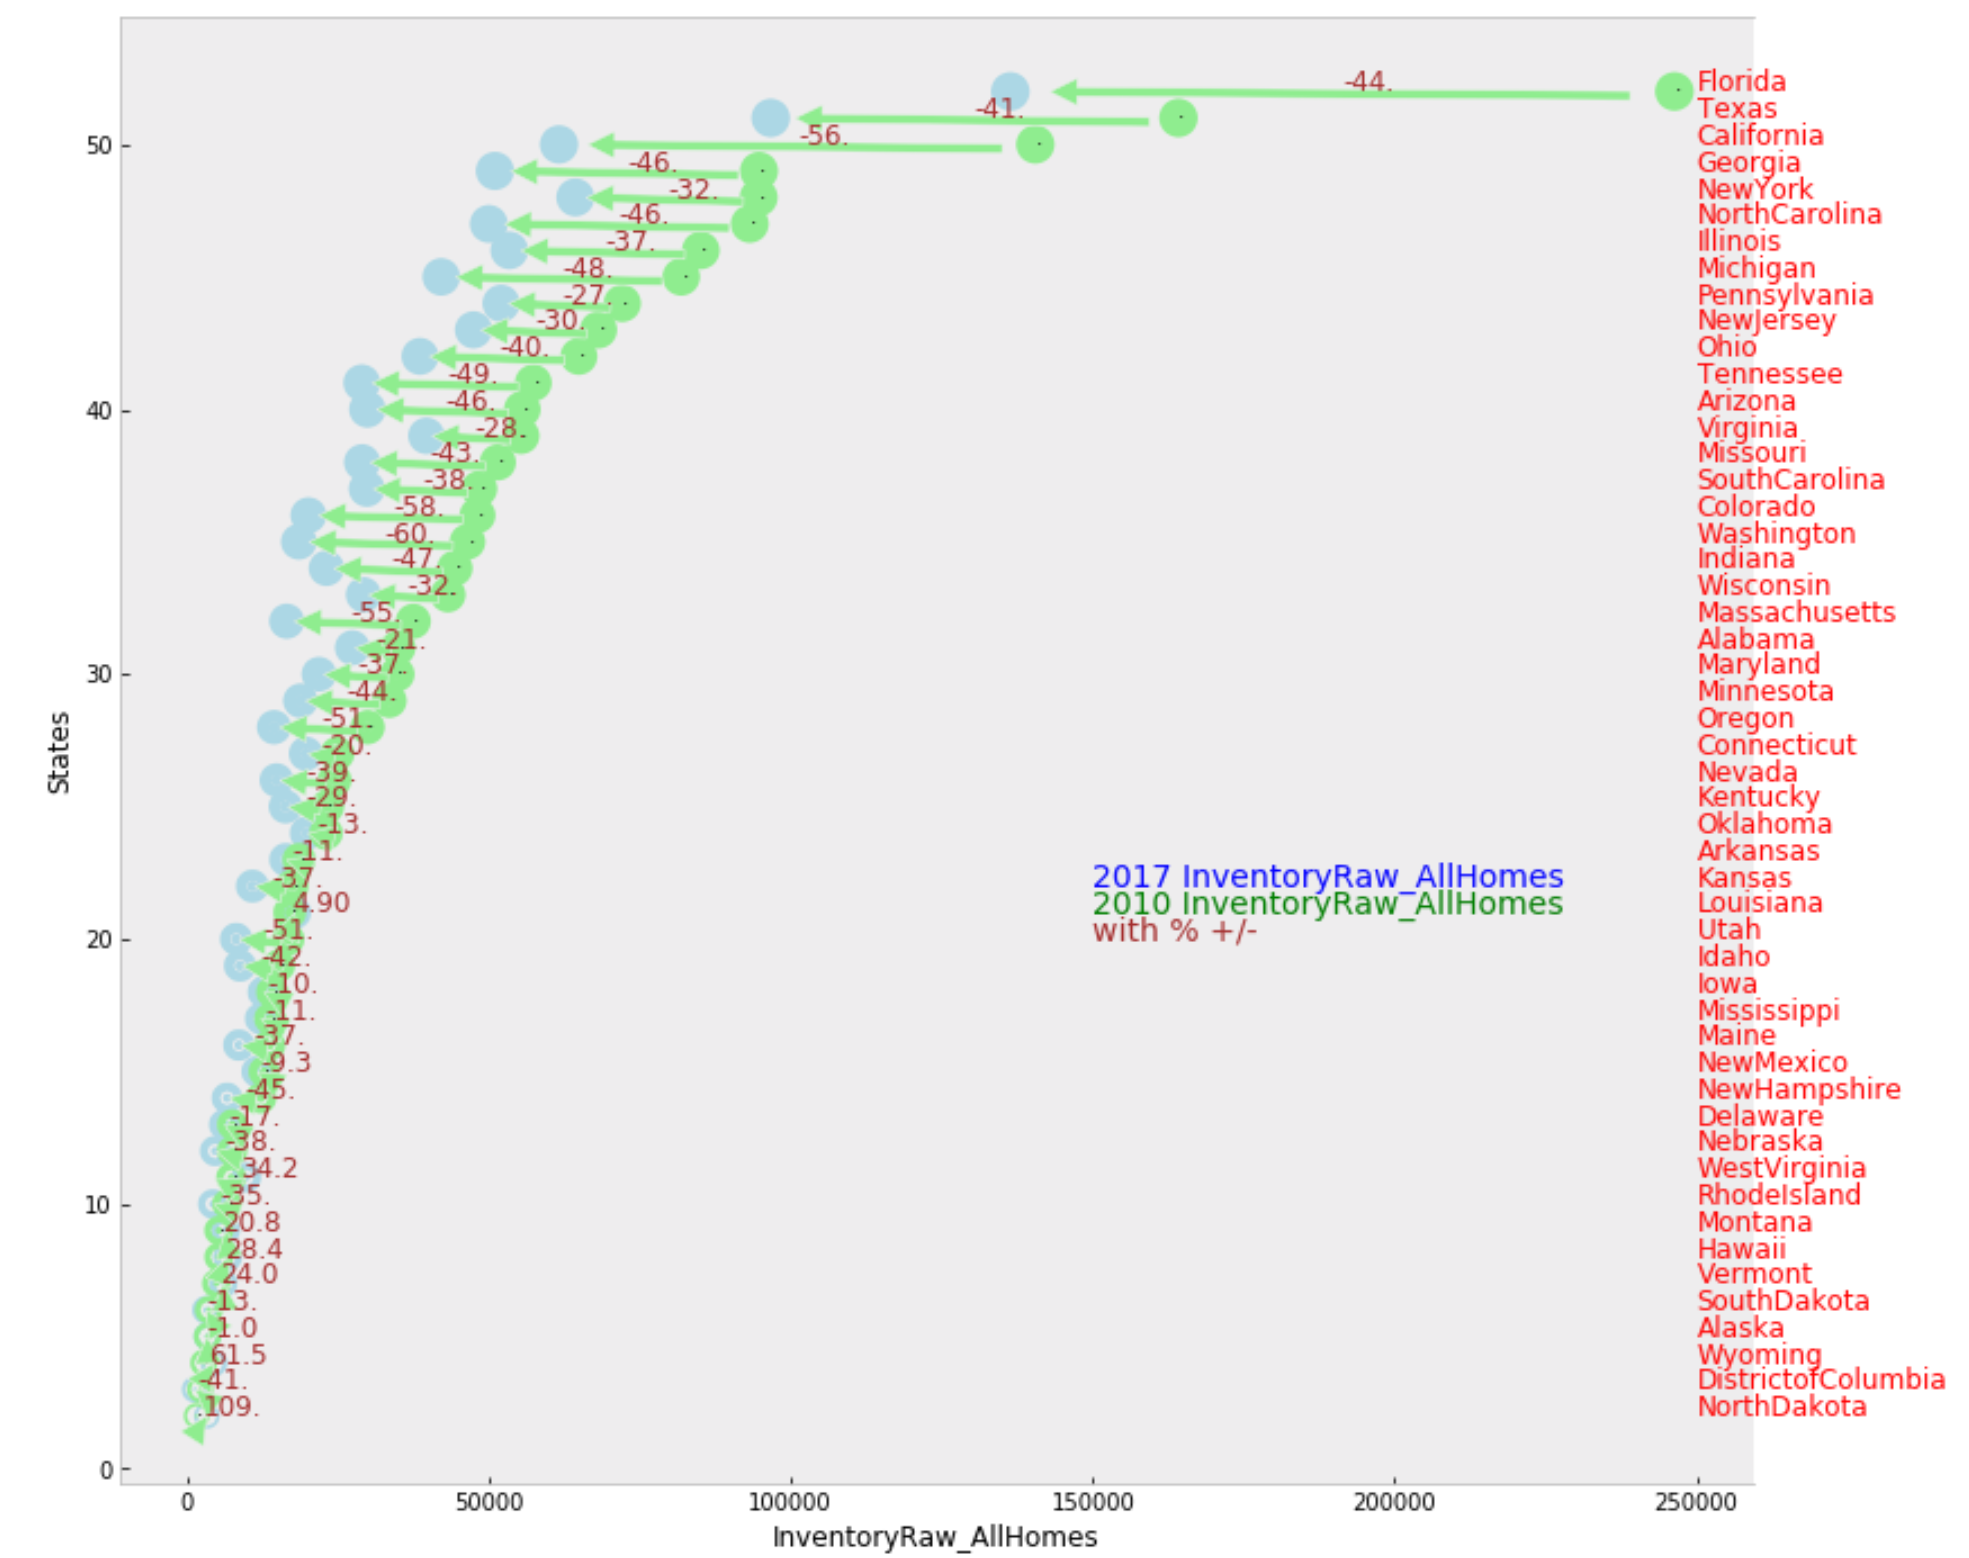 -44. Florida
-41. Texas
-56. California
50
-46. Georgia
-32. NewYork
-46. NorthCarolina
-37. Illinois
-48. Michigan
-27. Pennsylvania
-30. NewJersey
-40. Ohio
-49. Tennessee
40
-46. Arizona
-28. Virginia
-43. Missouri
-38. SouthCarolina
-58. Colorado
-60. Washington
-47. Indiana
-32. Wisconsin
-55. Massachusetts
-21. Alabama
30
-37. Maryland
-44. Minnesota
-51. Oregon
States
-20. Connecticut
-39. Nevada
-29. Kentucky
-13. Oklahoma
-11. Arkansas
-37. 2017 InventoryRaw_AllHomes Kansas
4.90 2010 InventoryRaw_AllHomes Louisiana
20
-51. with % +/- Utah
-42. Idaho
-10. Iowa
-11. Mississippi
-37. Maine
-9.3 NewMexico
-45. NewHampshire
-17. Delaware
-38. Nebraska
34.2 WestVirginia
10
-35. RhodeIsland
20.8 Montana
28.4 Hawaii
24.0 Vermont
-13. SouthDakota
-1.0 Alaska
61.5 Wyoming
-41. DistrictofColumbia
109. NorthDakota
0
0 50000 100000 150000 200000 250000
InventoryRaw_AllHomes